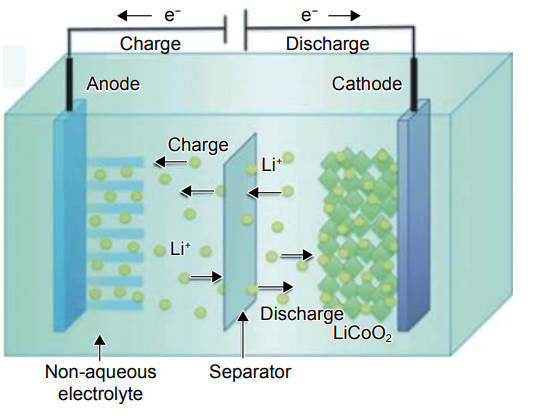 e⁻ e⁻
Charge Discharge
Anode Cathode
Charge
Li⁺
Li⁺
Discharge
LiCoO₂
Non-aqueous
electrolyte
Separator